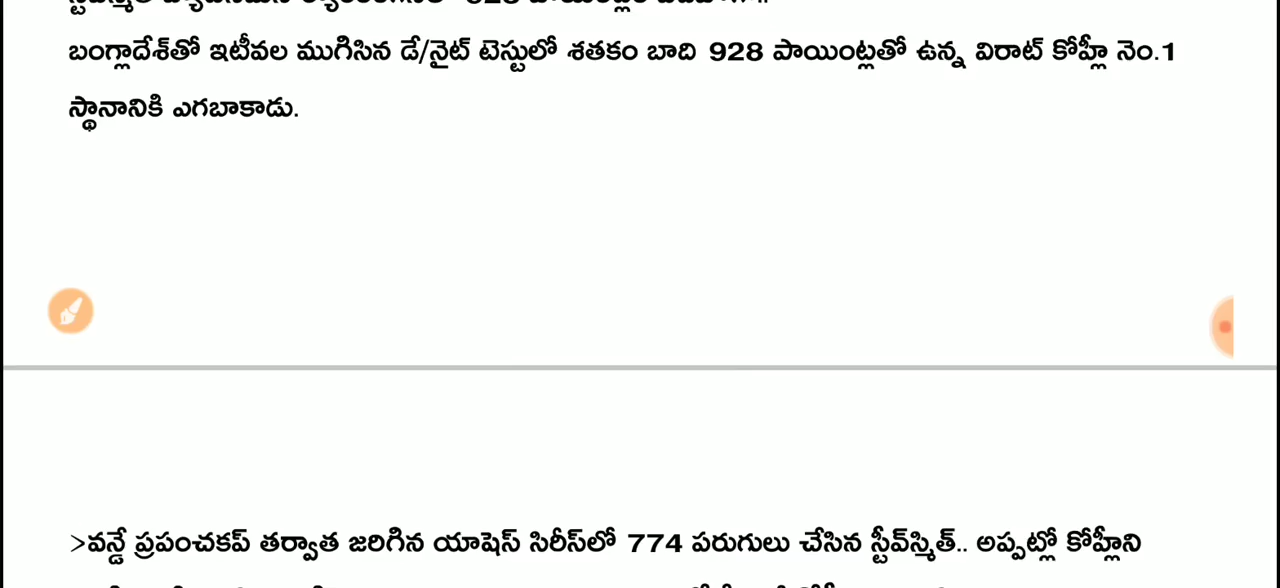 బంగ్లాదేశ్‌తో ఇటీవల ముగిసిన డే/నైట్ టెస్టులో శతకం బాది 928 పాయింట్లతో ఉన్న విరాట్ కోహ్లీ నెం.1
స్థానానికి ఎగబాకాడు.
>వన్డే ప్రపంచకప్ తర్వాత జరిగిన యాషెస్ సిరీస్‌లో 774 పరుగులు చేసిన స్టీవ్‌స్మిత్.. అప్పట్లో కోహ్లీని